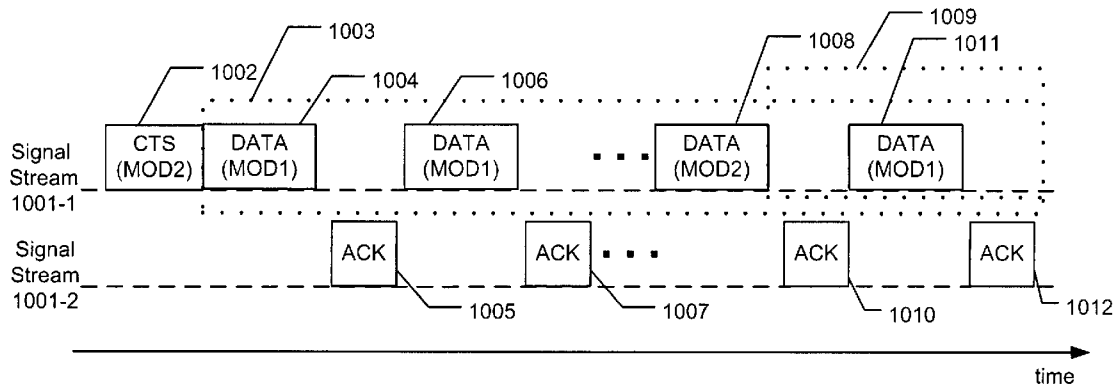 1009
1003
1008
1011
1002
1004
1006
Signal
Stream
1001-1
CTS
(MOD2)
DATA
(MOD1)
DATA
(MOD1)
DATA
(MOD2)
DATA
(MOD1)
Signal
Stream
1001-2
ACK
ACK
ACK
ACK
1005
1007
1010
1012
time